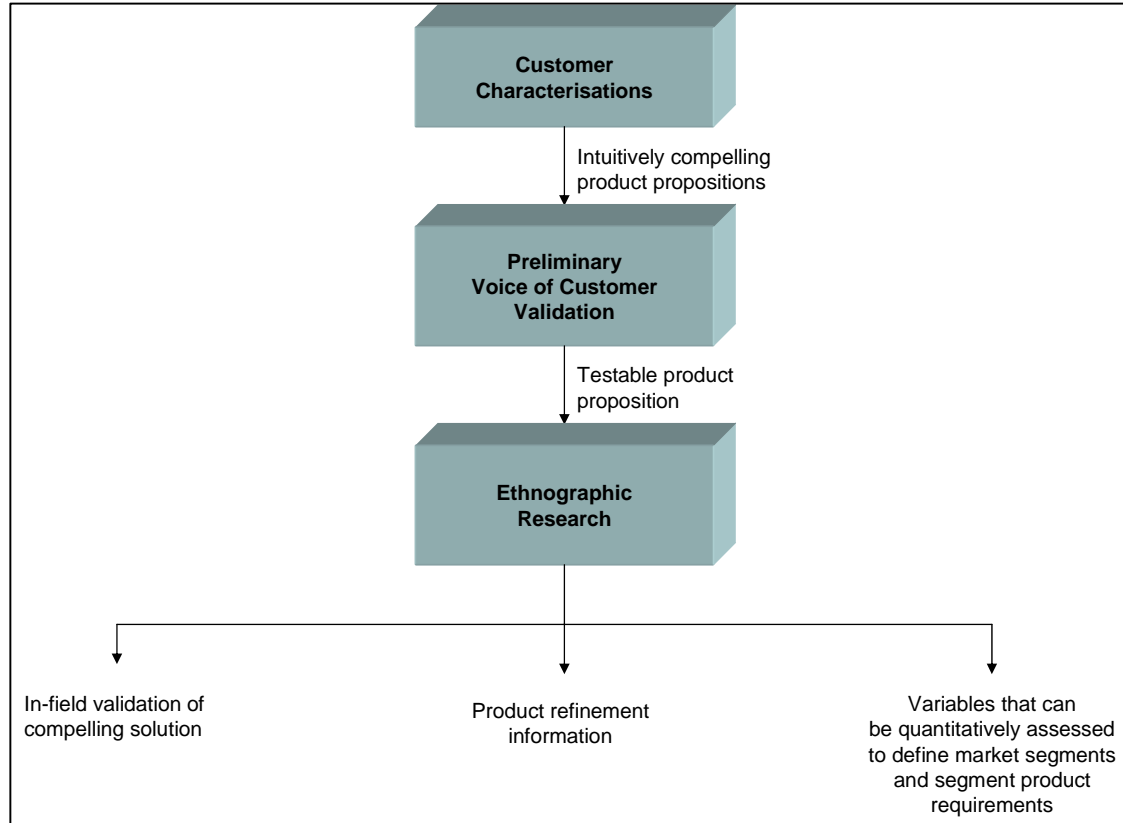 Customer
Characterisations
Intuitively compelling
product propositions
Preliminary
Voice of Customer
Validation
Testable product
proposition
Ethnographic
Research
In-field validation of
compelling solution
Product refinement
information
Variables that can
be quantitatively assessed
to define market segments
and segment product
requirements